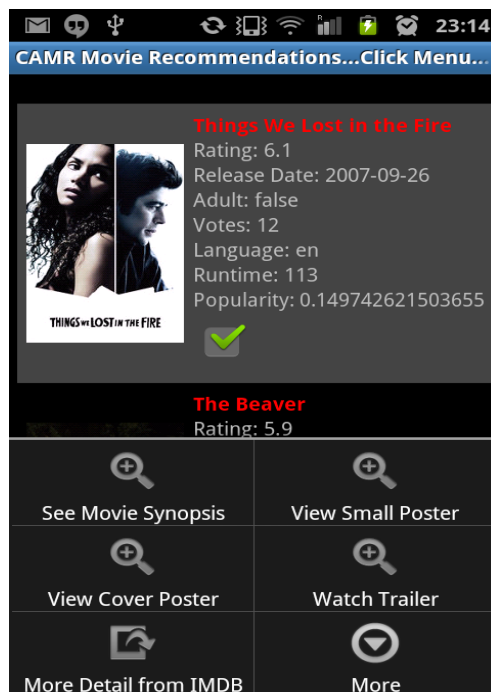 R
23:14
CAMR Movie Recommendations...Click Menu...
Things We Lost in the Fire
Rating: 6.1
Release Date: 2007-09-26
Adult: false
Votes: 12
Language: en
Runtime: 113
Popularity: 0.149742621503655
THINGS WE LOST IN THE FIRE
The Beaver
Rating: 5.9
See Movie Synopsis
View Small Poster
View Cover Poster
Watch Trailer
More Detail from IMDB
More